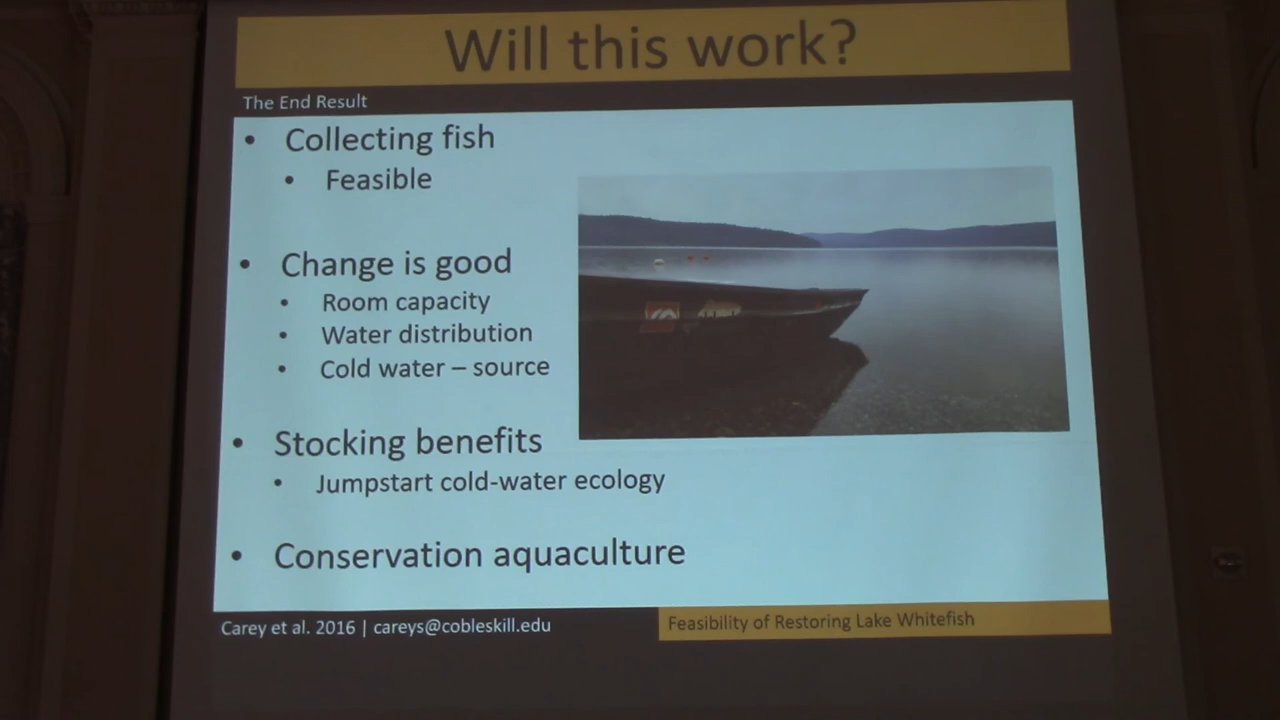 Will this work?
The End Result
• Collecting fish
• Feasible
• Change is good
• Room capacity
• Water distribution
• Cold water – source
• Stocking benefits
• Jumpstart cold-water ecology
• Conservation aquaculture
Carey et al. 2016 | careys@cobleskill.edu
Feasibility of Restoring Lake Whitefish